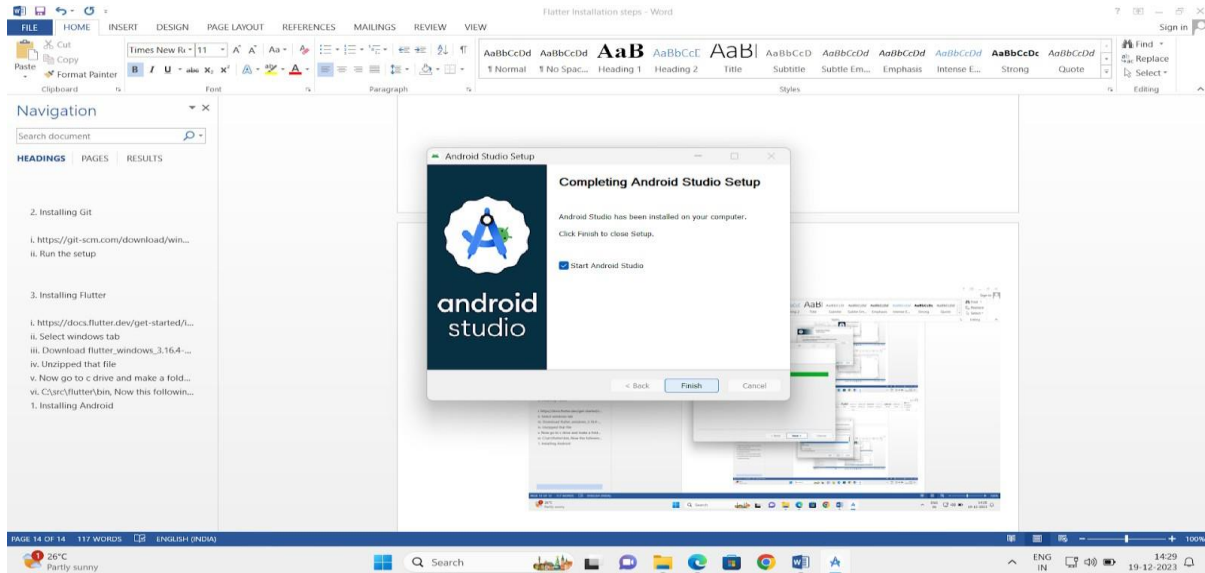 Flatter Installation steps - Word
FILE HOME INSERT DESIGN PAGE LAYOUT REFERENCES MAILINGS REVIEW VIEW Sign in
Paste
Cut
Copy
Format Painter
Times New Ro 11
AaBbCcDd AaBbCcDd AaB AaBbCcE AaB AaBbCcD AaBbCcDd AaBbCcDd AaBbCcDd AaBbCcDc AaBbCcDd
¶ Normal ¶ No Spac... Heading 1 Heading 2 Title Subtitle Subtle Em... Emphasis Intense E... Strong Quote
Find
Replace
Select
Clipboard Font Paragraph Styles Editing
Navigation
Search document
HEADINGS PAGES RESULTS
2. Installing Git
i. https://git-scm.com/download/win...
ii. Run the setup
3. Installing Flutter
i. https://docs.flutter.dev/get-started/i...
ii. Select windows tab
iii. Download flutter_windows_3.16.4-...
iv. Unzipped that file
v. Now go to c drive and make a fold...
vi. C:\src\flutter\bin, Now this followin...
1. Installing Android
Android Studio Setup
android
studio
Completing Android Studio Setup
Android Studio has been installed on your computer.
Click Finish to close Setup.
Start Android Studio
< Back Finish Cancel
PAGE 14 OF 14 117 WORDS ENGLISH (INDIA) 100%
1
26°C
Partly sunny
Search
ENG
IN
14:29
19-12-2023